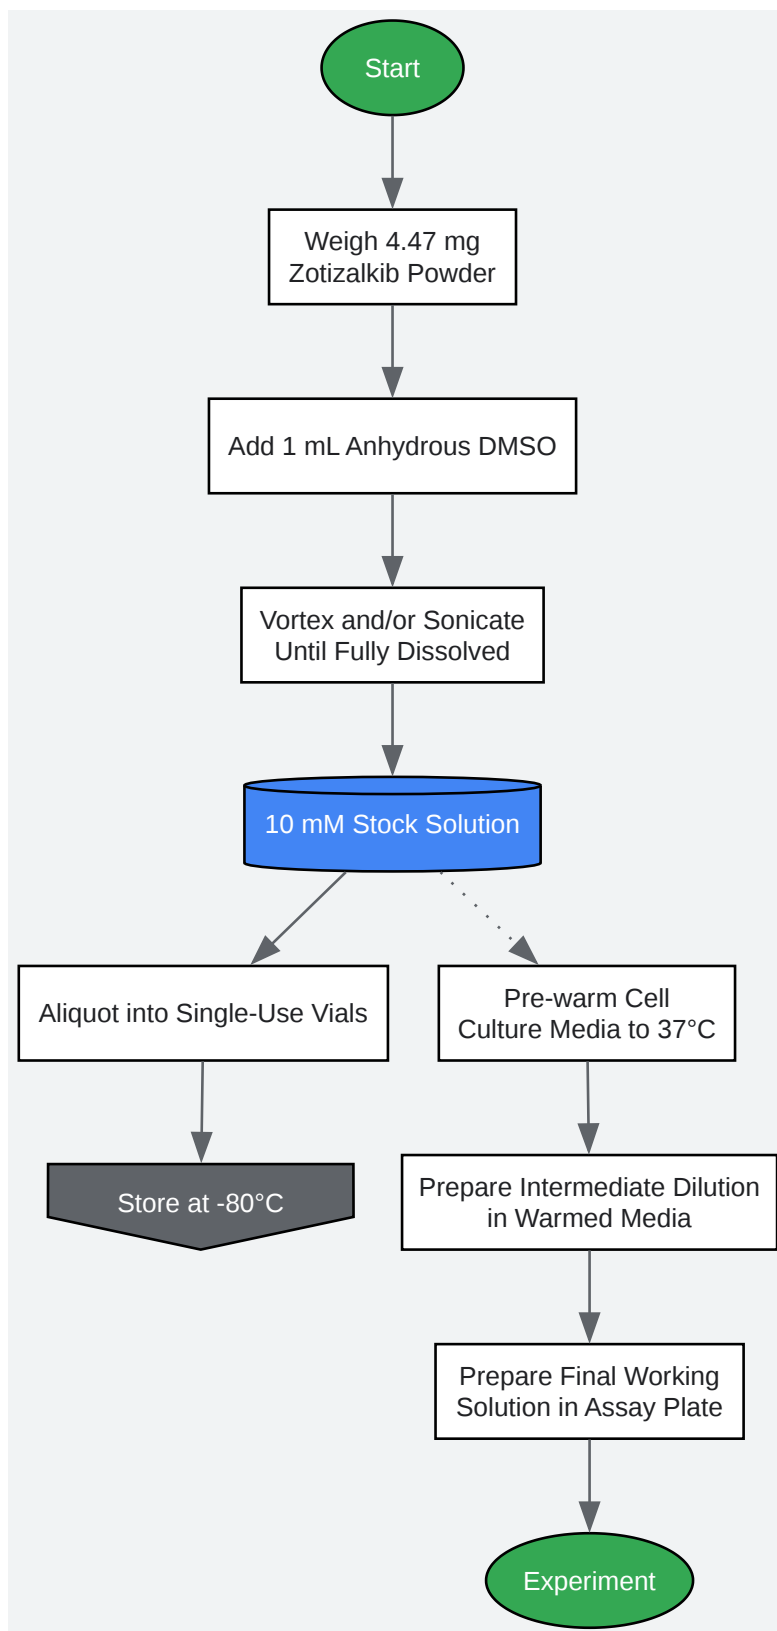 Start
Weigh 4.47 mg
Zotizalkib Powder
Add 1 mL Anhydrous DMSO
Vortex and/or Sonicate
Until Fully Dissolved
10 mM Stock Solution
Aliquot into Single-Use Vials
Pre-warm Cell
Culture Media to 37°C
Store at -80°C
Prepare Intermediate Dilution
in Warmed Media
Prepare Final Working
Solution in Assay Plate
Experiment